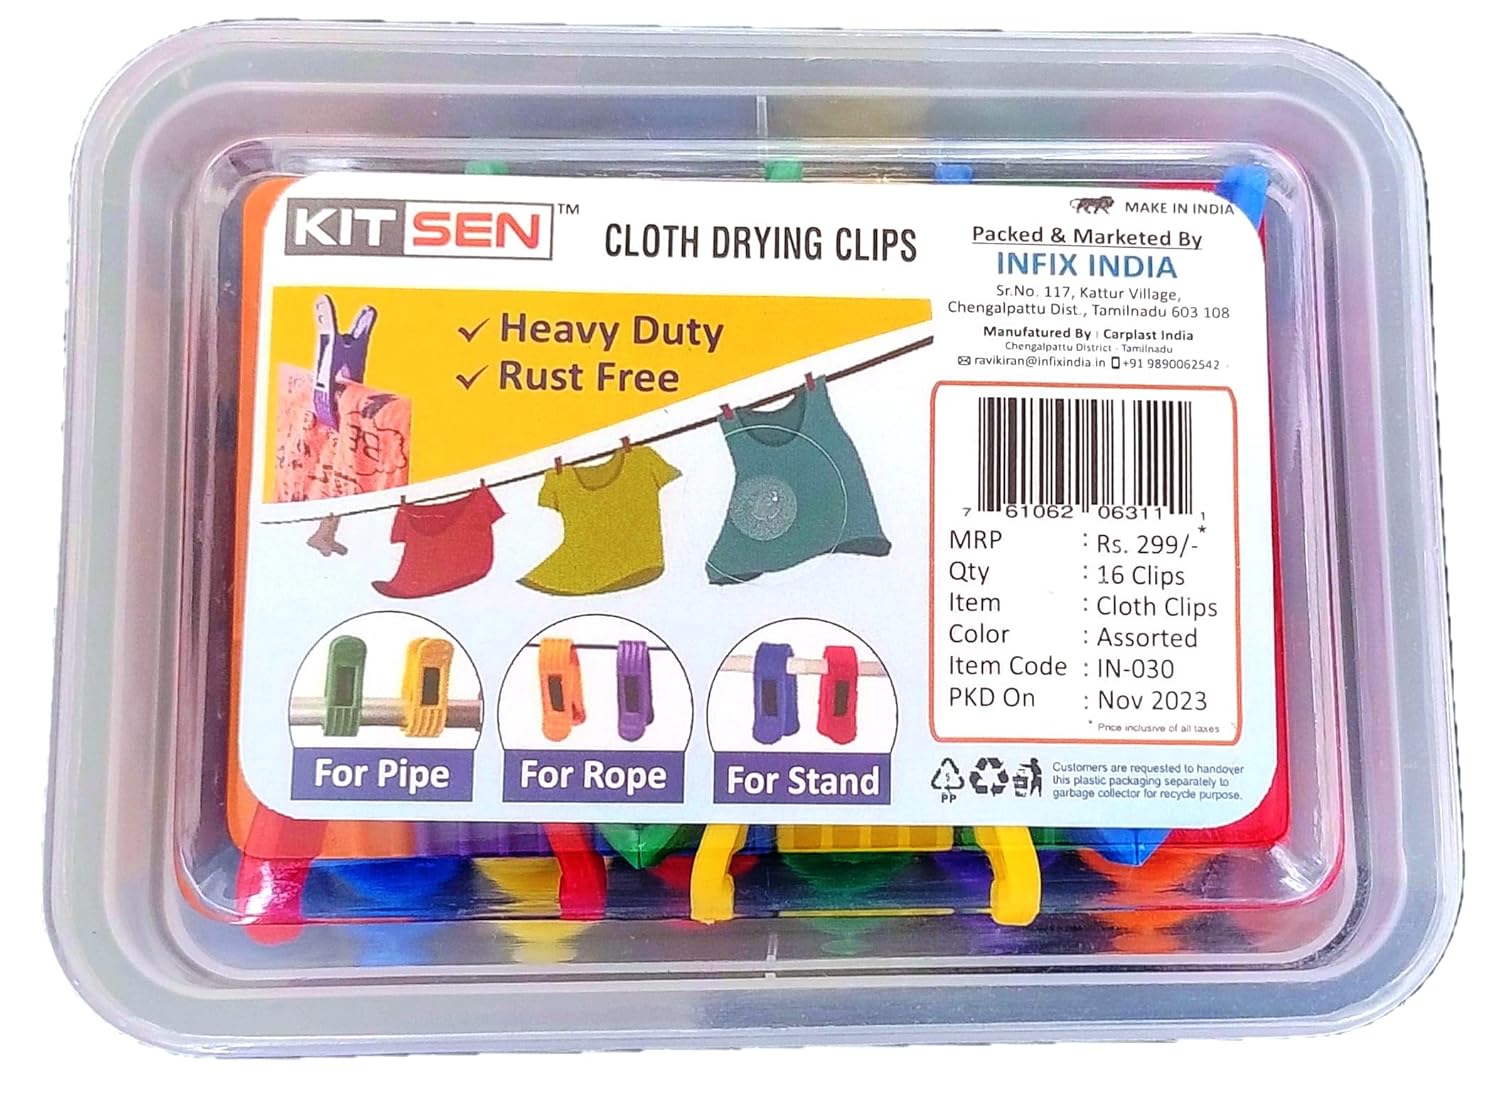 KIT SEN™
CLOTH DRYING CLIPS
✓ Heavy Duty
✓ Rust Free
For Pipe
For Rope
For Stand
MAKE IN INDIA
Packed & Marketed By
INFIX INDIA
Sr.No. 117, Kattur Village,
Chengalpattu Dist., Tamilnadu 603 108
Manufatured By : Carplast India
Chengalpattu District - Tamilnadu
ravikiran@infixindia.in +91 9890062542
7 61062 06311 1
MRP : Rs. 299/-*
Qty : 16 Clips
Item : Cloth Clips
Color : Assorted
Item Code : IN-030
PKD On : Nov 2023
* Price inclusive of all taxes
5
PP
Customers are requested to handover
this plastic packaging separately to
garbage collector for recycle purpose.